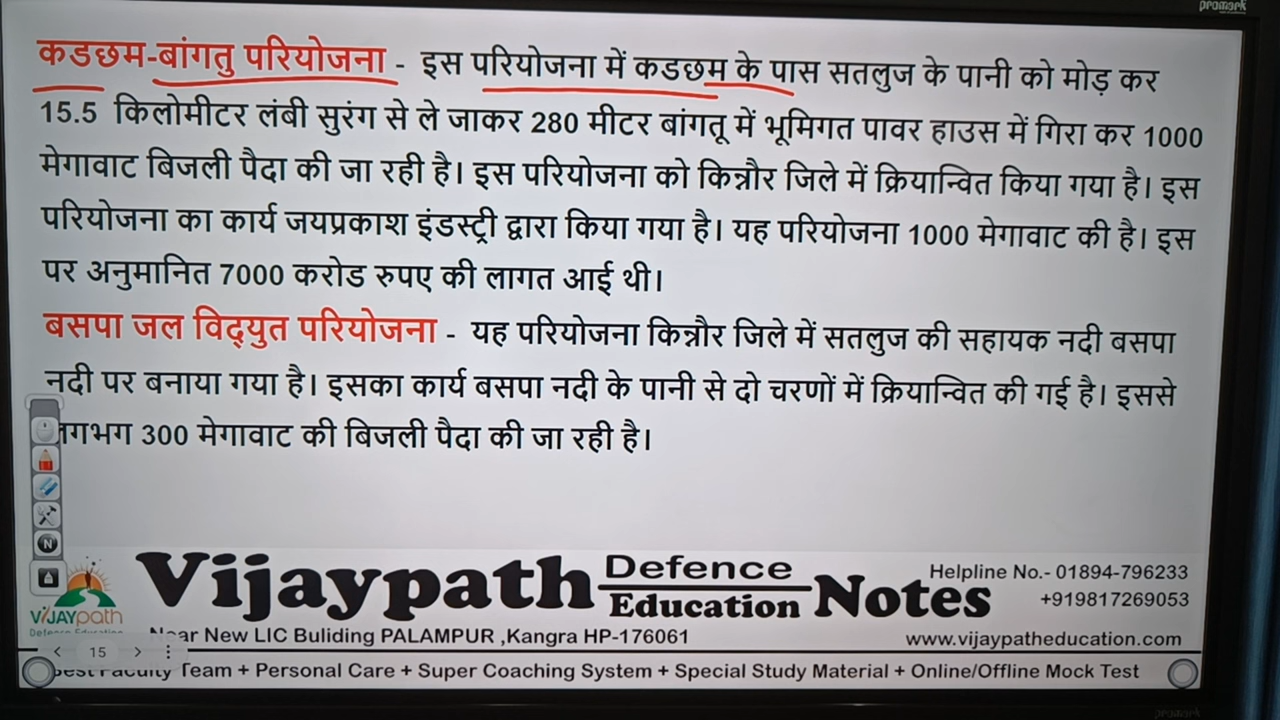 promark
कडछम-बांगतु परियोजना - इस परियोजना में कडछम के पास सतलुज के पानी को मोड़ कर
15.5 किलोमीटर लंबी सुरंग से ले जाकर 280 मीटर बांगतू में भूमिगत पावर हाउस में गिरा कर 1000
मेगावाट बिजली पैदा की जा रही है। इस परियोजना को किन्नौर जिले में क्रियान्वित किया गया है। इस
परियोजना का कार्य जयप्रकाश इंडस्ट्री द्वारा किया गया है। यह परियोजना 1000 मेगावाट की है। इस
पर अनुमानित 7000 करोड रुपए की लागत आई थी।
बसपा जल विद्युत परियोजना - यह परियोजना किन्नौर जिले में सतलुज की सहायक नदी बसपा
नदी पर बनाया गया है। इसका कार्य बसपा नदी के पानी से दो चरणों में क्रियान्वित की गई है। इससे
300 मेगावाट की बिजली पैदा की जा रही है।
N
Vijaypath Defence Education Notes
Helpline No.- 01894-796233
+919817269053
ViJAYpath
Near New LIC Buliding PALAMPUR ,Kangra HP-176061
www.vijaypatheducation.com
< 15 >
Team + Personal Care + Super Coaching System + Special Study Material + Online/Offline Mock Test